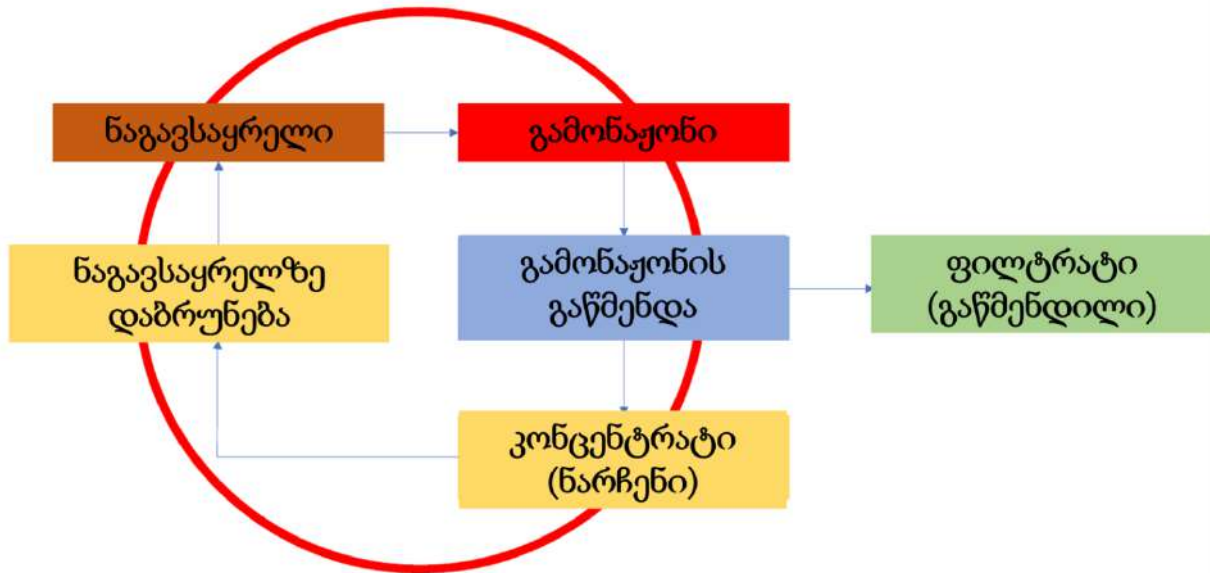 ნაგავსაყრელი
გამონაჟონი
ნაგავსაყრელზე
დაბრუნება
გამონაჟონის
გაწმენდა
ფილტრატი
(გაწმენდილი)
კონცენტრატი
(ნარჩენი)